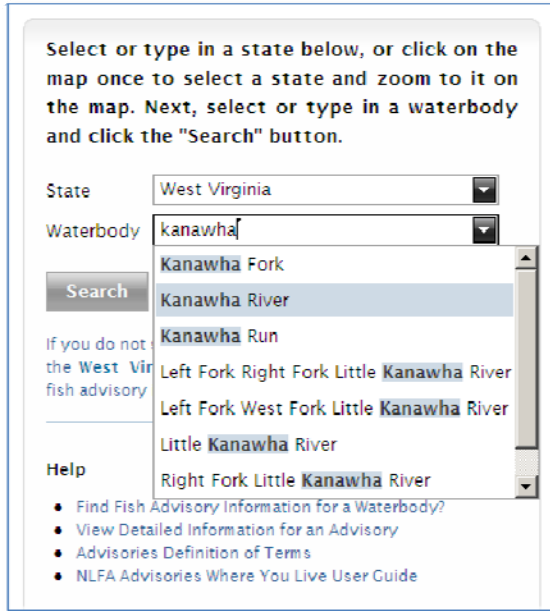 Select or type in a state below, or click on the
map once to select a state and zoom to it on
the map. Next, select or type in a waterbody
and click the "Search" button.
State West Virginia
Waterbody kanawha
Kanawha Fork
Search
Kanawha River
Kanawha Run
If you do not
the West Vir
Left Fork Right Fork Little Kanawha River
fish advisory
Left Fork West Fork Little Kanawha River
Little Kanawha River
Help
Right Fork Little Kanawha River
Find Fish Advisory Information for a Waterbody?
View Detailed Information for an Advisory
Advisories Definition of Terms
NLFA Advisories Where You Live User Guide